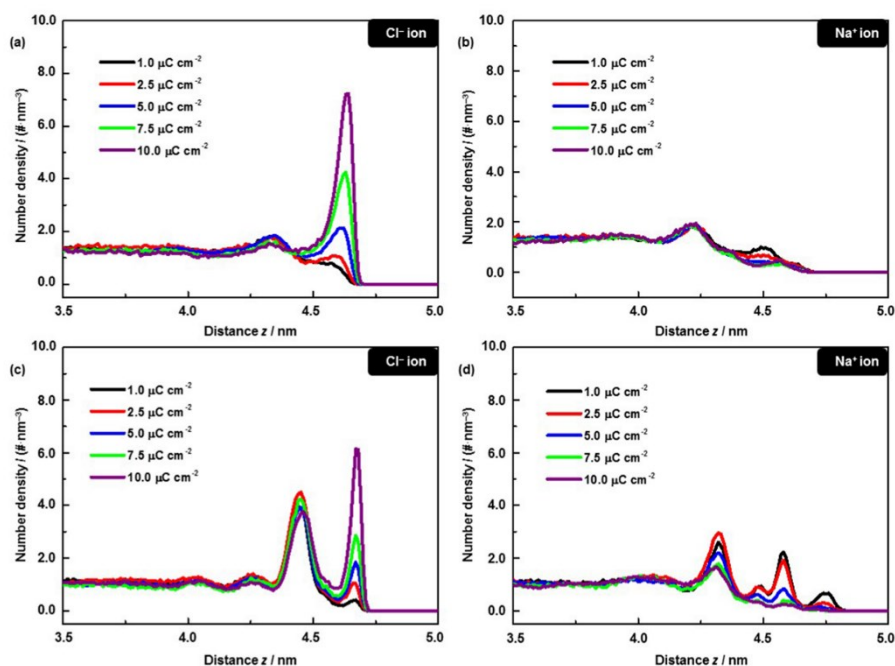 (a)
Cl⁻ ion
Number density / (#·nm⁻³)
10.0
8.0
6.0
4.0
2.0
0.0
1.0 μC cm⁻²
2.5 μC cm⁻²
5.0 μC cm⁻²
7.5 μC cm⁻²
10.0 μC cm⁻²
3.5 4.0 4.5 5.0
Distance z / nm
(b)
Na⁺ ion
Number density / (#·nm⁻³)
10.0
8.0
6.0
4.0
2.0
0.0
1.0 μC cm⁻²
2.5 μC cm⁻²
5.0 μC cm⁻²
7.5 μC cm⁻²
10.0 μC cm⁻²
3.5 4.0 4.5 5.0
Distance z / nm
(c)
Cl⁻ ion
Number density / (#·nm⁻³)
10.0
8.0
6.0
4.0
2.0
0.0
1.0 μC cm⁻²
2.5 μC cm⁻²
5.0 μC cm⁻²
7.5 μC cm⁻²
10.0 μC cm⁻²
3.5 4.0 4.5 5.0
Distance z / nm
(d)
Na⁺ ion
Number density / (#·nm⁻³)
10.0
8.0
6.0
4.0
2.0
0.0
1.0 μC cm⁻²
2.5 μC cm⁻²
5.0 μC cm⁻²
7.5 μC cm⁻²
10.0 μC cm⁻²
3.5 4.0 4.5 5.0
Distance z / nm